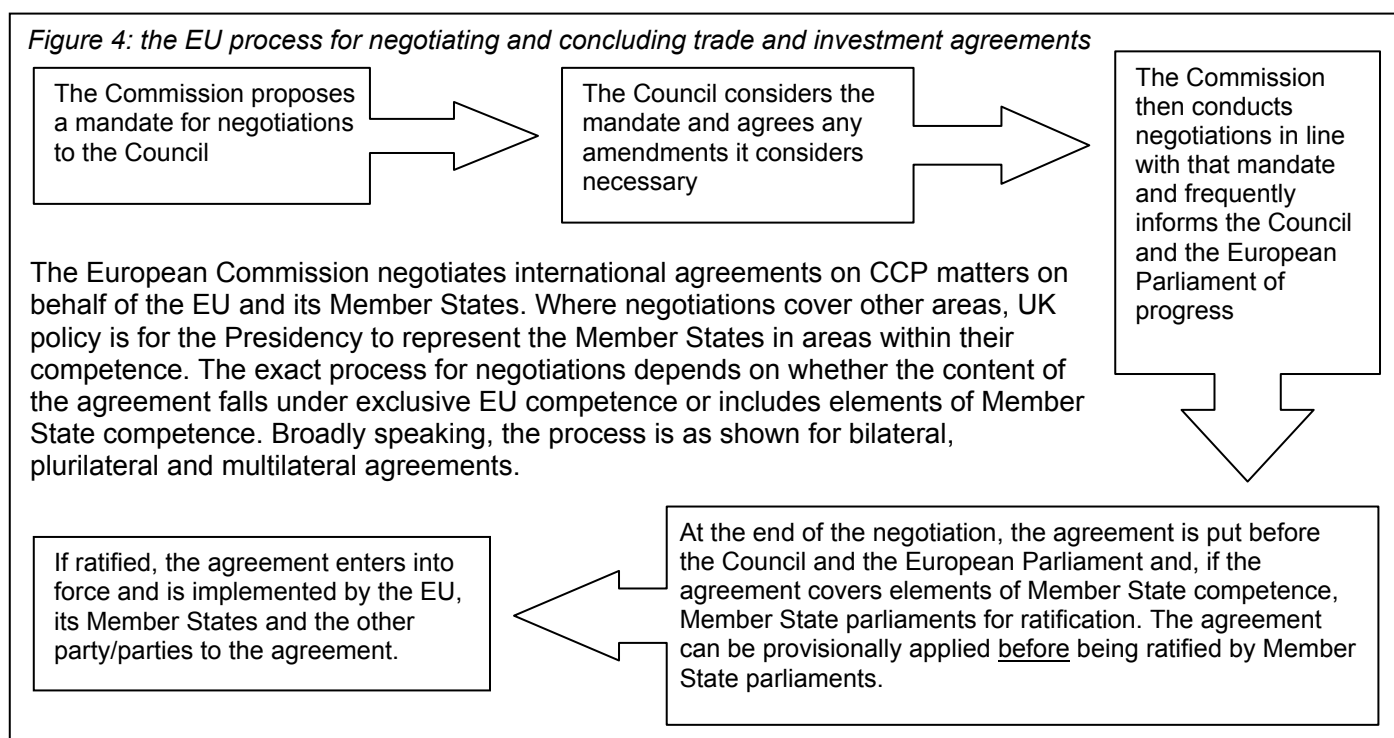 Figure 4: the EU process for negotiating and concluding trade and investment agreements
The Commission proposes
a mandate for negotiations
to the Council
The Council considers the
mandate and agrees any
amendments it considers
necessary
The Commission
then conducts
negotiations in line
with that mandate
and frequently
informs the Council
and the European
Parliament of
progress
The European Commission negotiates international agreements on CCP matters on
behalf of the EU and its Member States. Where negotiations cover other areas, UK
policy is for the Presidency to represent the Member States in areas within their
competence. The exact process for negotiations depends on whether the content of
the agreement falls under exclusive EU competence or includes elements of Member
State competence. Broadly speaking, the process is as shown for bilateral,
plurilateral and multilateral agreements.
At the end of the negotiation, the agreement is put before
the Council and the European Parliament and, if the
agreement covers elements of Member State competence,
Member State parliaments for ratification. The agreement
can be provisionally applied before being ratified by Member
State parliaments.
If ratified, the agreement enters into
force and is implemented by the EU,
its Member States and the other
party/parties to the agreement.